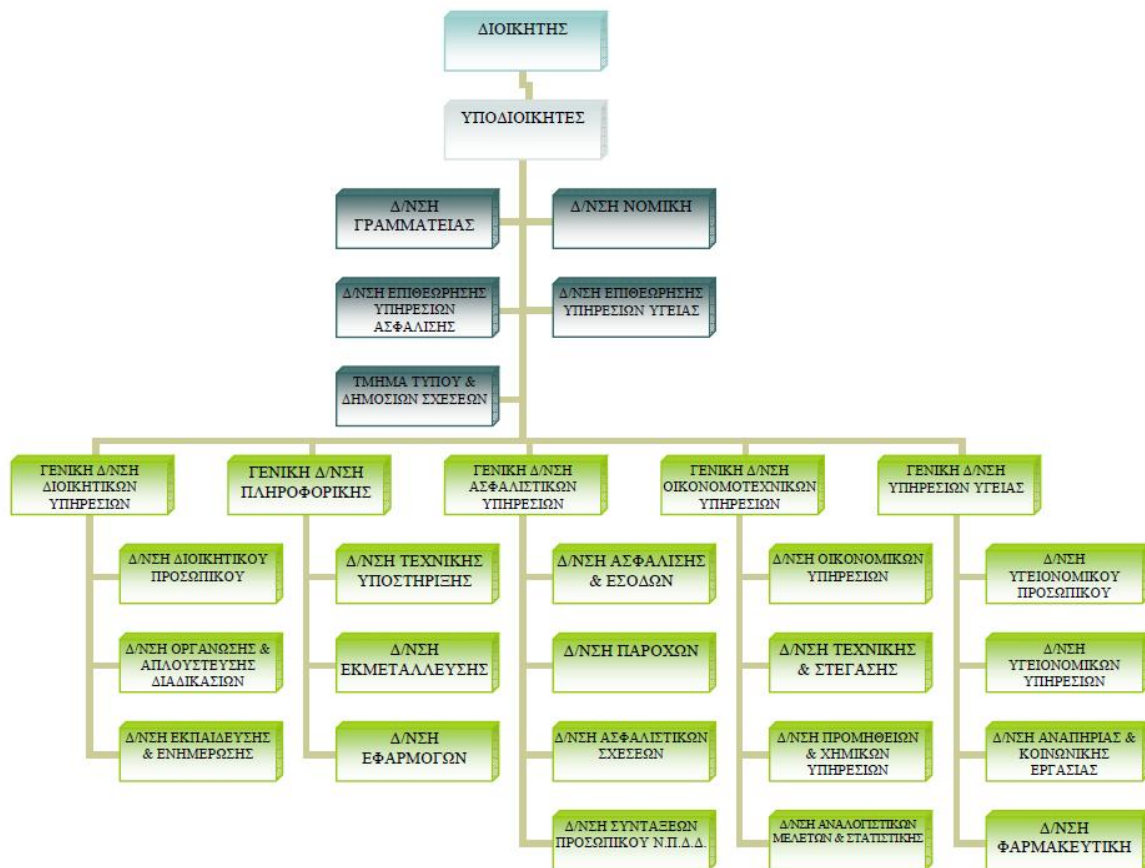 ΔΙΟΙΚΗΤΗΣ
ΥΠΟΔΙΟΙΚΗΤΕΣ
Δ/ΝΣΗ
ΓΡΑΜΜΑΤΕΙΑΣ
Δ/ΝΣΗ ΝΟΜΙΚΗ
Δ/ΝΣΗ ΕΠΙΘΕΩΡΗΣΗΣ
ΥΠΗΡΕΣΙΩΝ
ΑΣΦΑΛΙΣΗΣ
Δ/ΝΣΗ ΕΠΙΘΕΩΡΗΣΗΣ
ΥΠΗΡΕΣΙΩΝ ΥΓΕΙΑΣ
ΤΜΗΜΑ ΤΥΠΟΥ &
ΔΗΜΟΣΙΩΝ ΣΧΕΣΕΩΝ
ΓΕΝΙΚΗ Δ/ΝΣΗ
ΔΙΟΙΚΗΤΙΚΩΝ
ΥΠΗΡΕΣΙΩΝ
Δ/ΝΣΗ ΔΙΟΙΚΗΤΙΚΟΥ
ΠΡΟΣΩΠΙΚΟΥ
Δ/ΝΣΗ ΟΡΓΑΝΩΣΗΣ &
ΑΠΛΟΥΣΤΕΥΣΗΣ
ΔΙΑΔΙΚΑΣΙΩΝ
Δ/ΝΣΗ ΕΚΠΑΙΔΕΥΣΗΣ
& ΕΝΗΜΕΡΩΣΗΣ
ΓΕΝΙΚΗ Δ/ΝΣΗ
ΠΛΗΡΟΦΟΡΙΚΗΣ
Δ/ΝΣΗ ΤΕΧΝΙΚΗΣ
ΥΠΟΣΤΗΡΙΞΗΣ
Δ/ΝΣΗ
ΕΚΜΕΤΑΛΛΕΥΣΗΣ
Δ/ΝΣΗ
ΕΦΑΡΜΟΓΩΝ
ΓΕΝΙΚΗ Δ/ΝΣΗ
ΑΣΦΑΛΙΣΤΙΚΩΝ
ΥΠΗΡΕΣΙΩΝ
Δ/ΝΣΗ ΑΣΦΑΛΙΣΗΣ
& ΕΣΟΔΩΝ
Δ/ΝΣΗ ΠΑΡΟΧΩΝ
Δ/ΝΣΗ ΑΣΦΑΛΙΣΤΙΚΩΝ
ΣΧΕΣΕΩΝ
Δ/ΝΣΗ ΣΥΝΤΑΞΕΩΝ
ΠΡΟΣΩΠΙΚΟΥ Ν.Π.Δ.Δ.
ΓΕΝΙΚΗ Δ/ΝΣΗ
ΟΙΚΟΝΟΜΟΤΕΧΝΙΚΩΝ
ΥΠΗΡΕΣΙΩΝ
Δ/ΝΣΗ ΟΙΚΟΝΟΜΙΚΩΝ
ΥΠΗΡΕΣΙΩΝ
Δ/ΝΣΗ ΤΕΧΝΙΚΗΣ
& ΣΤΕΓΑΣΗΣ
Δ/ΝΣΗ ΠΡΟΜΗΘΕΙΩΝ
& ΧΗΜΙΚΩΝ
ΥΠΗΡΕΣΙΩΝ
Δ/ΝΣΗ ΑΝΑΛΟΓΙΣΤΙΚΩΝ
ΜΕΛΕΤΩΝ & ΣΤΑΤΙΣΤΙΚΗΣ
ΓΕΝΙΚΗ Δ/ΝΣΗ
ΥΠΗΡΕΣΙΩΝ ΥΓΕΙΑΣ
Δ/ΝΣΗ
ΥΓΕΙΟΝΟΜΙΚΟΥ
ΠΡΟΣΩΠΙΚΟΥ
Δ/ΝΣΗ
ΥΓΕΙΟΝΟΜΙΚΩΝ
ΥΠΗΡΕΣΙΩΝ
Δ/ΝΣΗ ΑΝΑΠΗΡΙΑΣ &
ΚΟΙΝΩΝΙΚΗΣ
ΕΡΓΑΣΙΑΣ
Δ/ΝΣΗ
ΦΑΡΜΑΚΕΥΤΙΚΗ